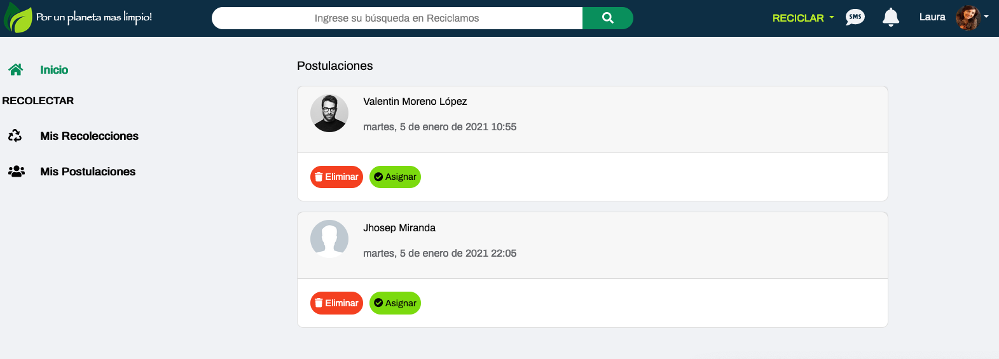 Por un planeta mas limpio!
Ingrese su búsqueda en Reciclamos
RECICLAR
SMS
Laura
Inicio
RECOLECTAR
Mis Recolecciones
Mis Postulaciones
Postulaciones
Valentin Moreno López
martes, 5 de enero de 2021 10:55
Eliminar
Asignar
Jhosep Miranda
martes, 5 de enero de 2021 22:05
Eliminar
Asignar